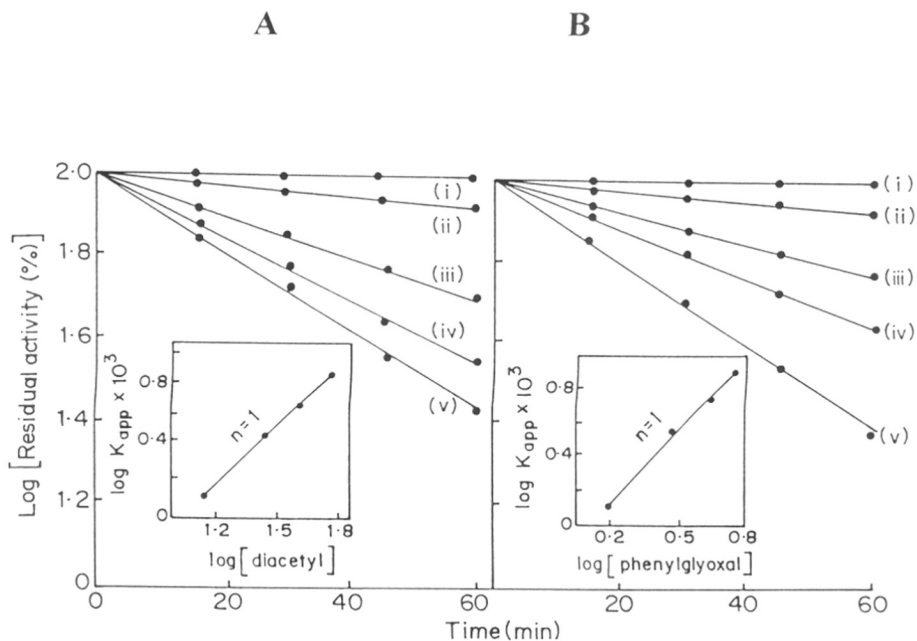 A B
Log [Residual activity (%)]
2·0
1·8
1·6
1·4
1·2
0
(i)
(ii)
(iii)
(iv)
(v)
log Kapp × 10³
0·8
0·4
0
n=1
1·2 1·5 1·8
log[diacetyl]
0 20 40 60
(i)
(ii)
(iii)
(iv)
(v)
log Kapp × 10³
0·8
0·4
0
n=1
0·2 0·5 0·8
log[phenylglyoxal]
20 40 60
Time(min)